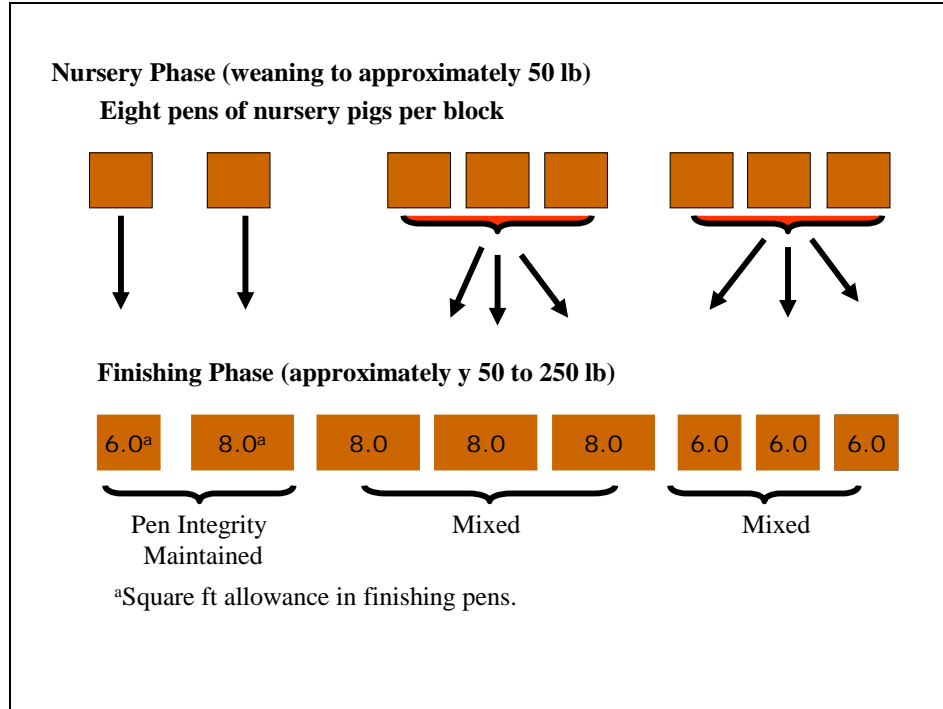 Nursery Phase (weaning to approximately 50 lb)
Eight pens of nursery pigs per block
Finishing Phase (approximately y 50 to 250 lb)
6.0ᵃ 8.0ᵃ 8.0 8.0 8.0 6.0 6.0 6.0
Pen Integrity Mixed Mixed
Maintained
ᵃSquare ft allowance in finishing pens.